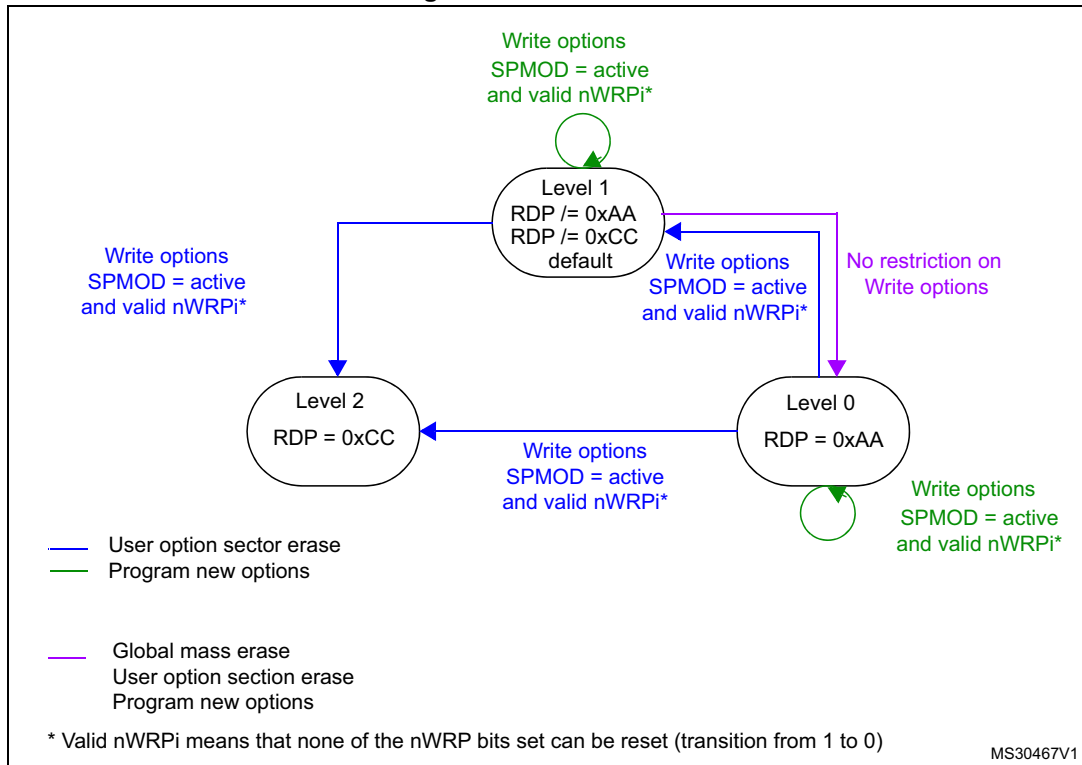 Write options
SPMOD = active
and valid nWRPi*
Level 1
RDP /= 0xAA
RDP /= 0xCC
default
Write options
SPMOD = active
and valid nWRPi*
Write options
SPMOD = active
and valid nWRPi*
No restriction on
Write options
Level 2
RDP = 0xCC
Level 0
RDP = 0xAA
Write options
SPMOD = active
and valid nWRPi*
Write options
SPMOD = active
and valid nWRPi*
User option sector erase
Program new options
Global mass erase
User option section erase
Program new options
* Valid nWRPi means that none of the nWRP bits set can be reset (transition from 1 to 0)
MS30467V1